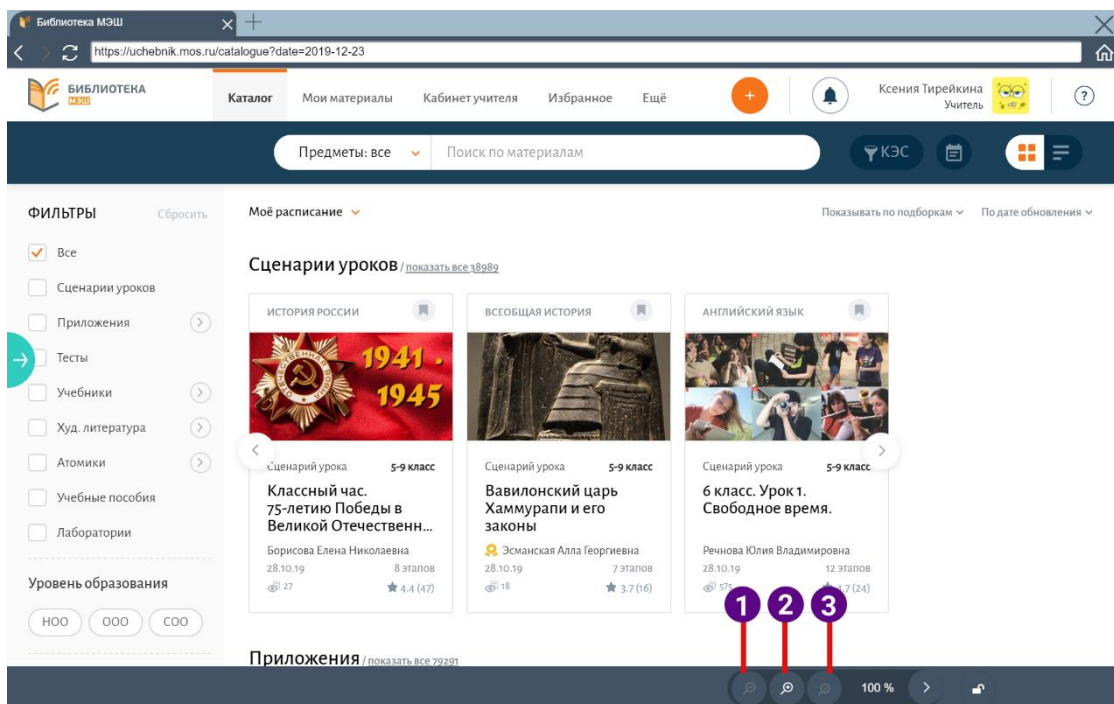 Библиотека МЭШ
https://uchebnik.mos.ru/catalogue?date=2019-12-23
БИБЛИОТЕКА
МЭШ
Каталог
Мои материалы
Кабинет учителя
Избранное
Ещё
+
Ксения Тирейкина
Учитель
?
Предметы: все
Поиск по материалам
КЭС
ФИЛЬТРЫ
Сбросить
Моё расписание
Показывать по подборкам
По дате обновления
Все
Сценарии уроков
Приложения
Тесты
Учебники
Худ. литература
Атомики
Учебные пособия
Лаборатории
Уровень образования
НОО ООО СОО
Сценарии уроков / показать все 38989
ИСТОРИЯ РОССИИ
1941 -
1945
Сценарий урока 5-9 класс
Классный час.
75-летию Победы в
Великой Отечественн...
Борисова Елена Николаевна
28.10.19 8 этапов
27 4.4 (47)
ВСЕОБЩАЯ ИСТОРИЯ
Сценарий урока 5-9 класс
Вавилонский царь
Хаммурапи и его
законы
Эсманская Алла Георгиевна
28.10.19 7 этапов
18 3.7 (16)
АНГЛИЙСКИЙ ЯЗЫК
Сценарий урока 5-9 класс
6 класс. Урок 1.
Свободное время.
Речнова Юлия Владимировна
28.10.19 12 этапов
575 4.7 (24)
1 2 3
Приложения / показать все 79291
100 %